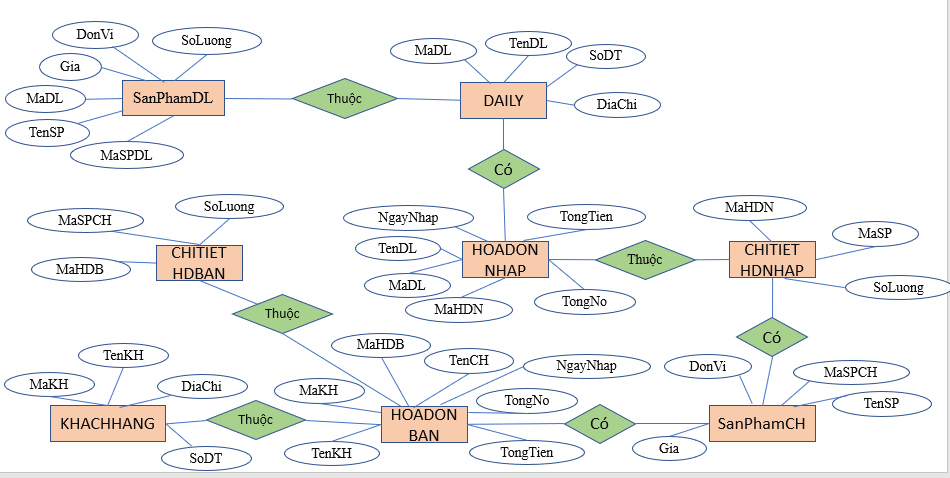 DonVi
SoLuong
Gia
MaDL
TenSP
MaSPDL
SanPhamDL
Thuộc
MaDL
TenDL
SoDT
DiaChi
DAILY
Có
MaSPCH
SoLuong
MaHDB
CHITIET
HDBAN
NgayNhap
TongTien
TenDL
MaDL
MaHDN
TongNo
HOADON
NHAP
Thuộc
MaHDN
MaSP
SoLuong
CHITIET
HDNHAP
Thuộc
Có
TenKH
MaKH
DiaChi
KHACHHANG
SoDT
Thuộc
MaHDB
TenCH
NgayNhap
MaKH
TongNo
HOADON
BAN
TenKH
TongTien
Có
DonVi
MaSPCH
TenSP
SanPhamCH
Gia